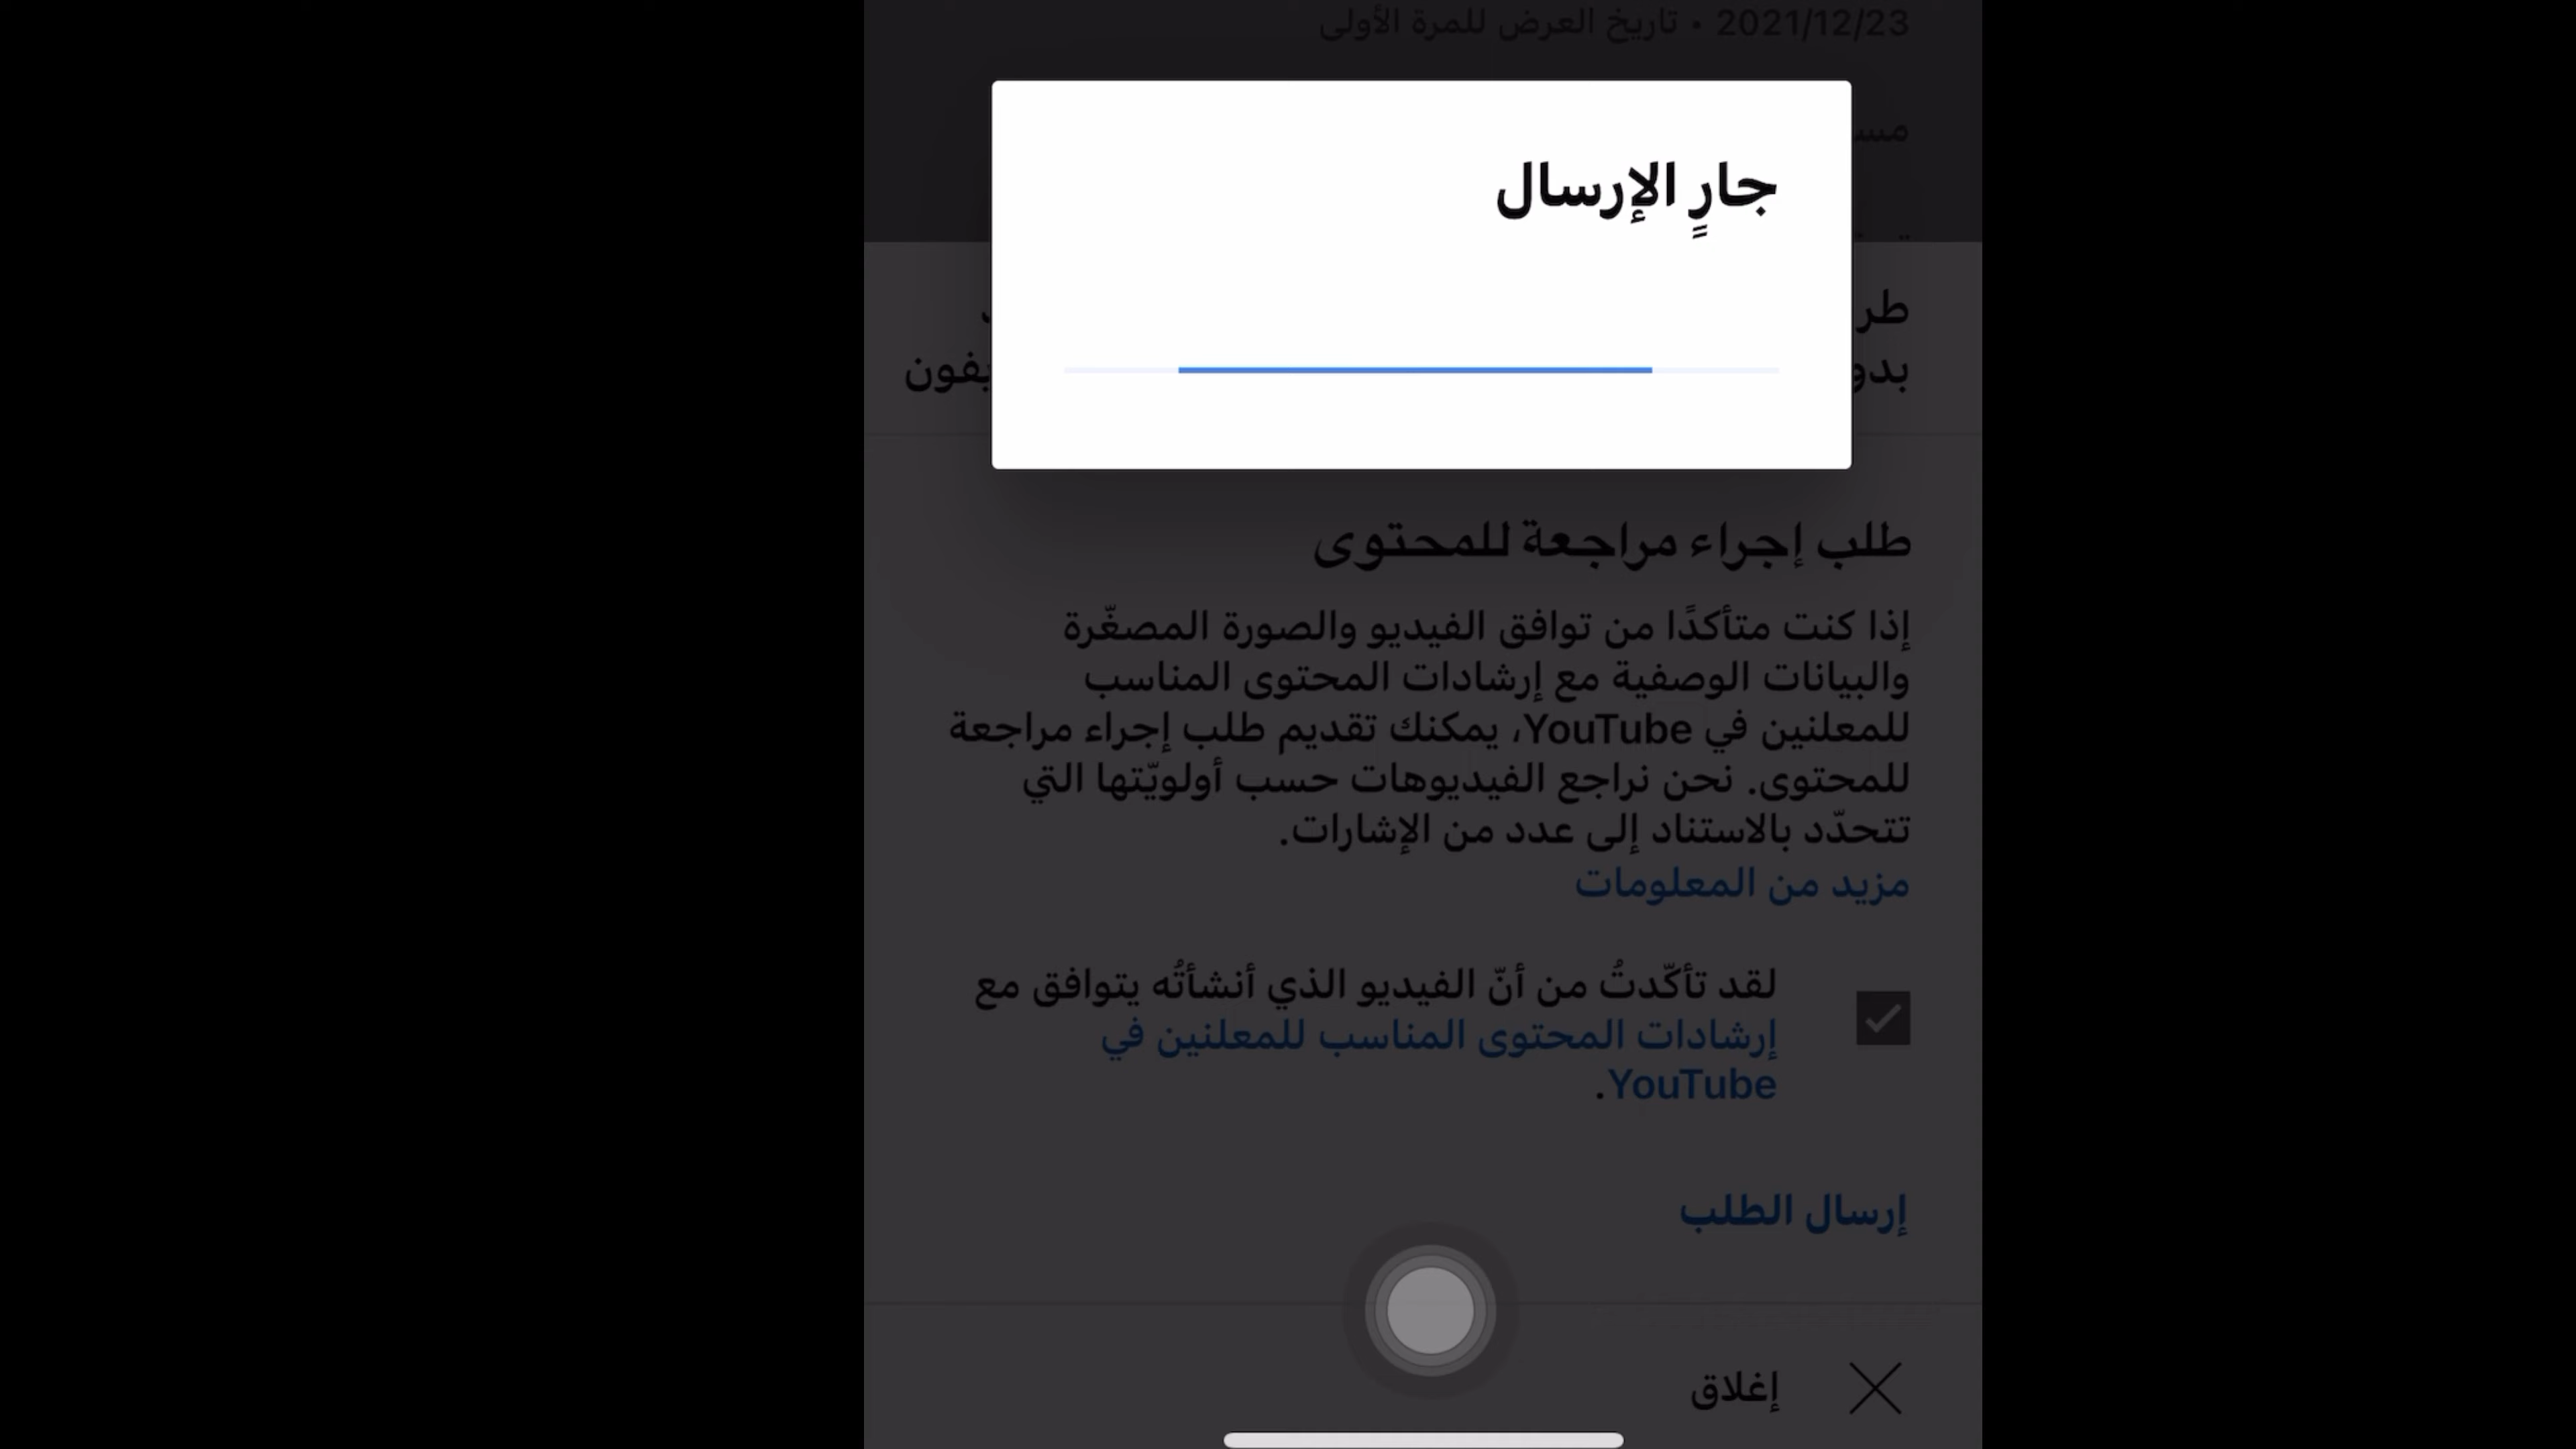 2021/12/23 • تاريخ العرض للمرة الأولى
جارٍ الإرسال
طلب إجراء مراجعة للمحتوى
إذا كنت متأكدًا من توافق الفيديو والصورة المصغّرة
والبيانات الوصفية مع إرشادات المحتوى المناسب
للمعلنين في YouTube، يمكنك تقديم طلب إجراء مراجعة
للمحتوى. نحن نراجع الفيديوهات حسب أولويّتها التي
تتحدّد بالاستناد إلى عدد من الإشارات.
مزيد من المعلومات
لقد تأكّدتُ من أنّ الفيديو الذي أنشأتُه يتوافق مع
إرشادات المحتوى المناسب للمعلنين في
YouTube.
إرسال الطلب
إغلاق